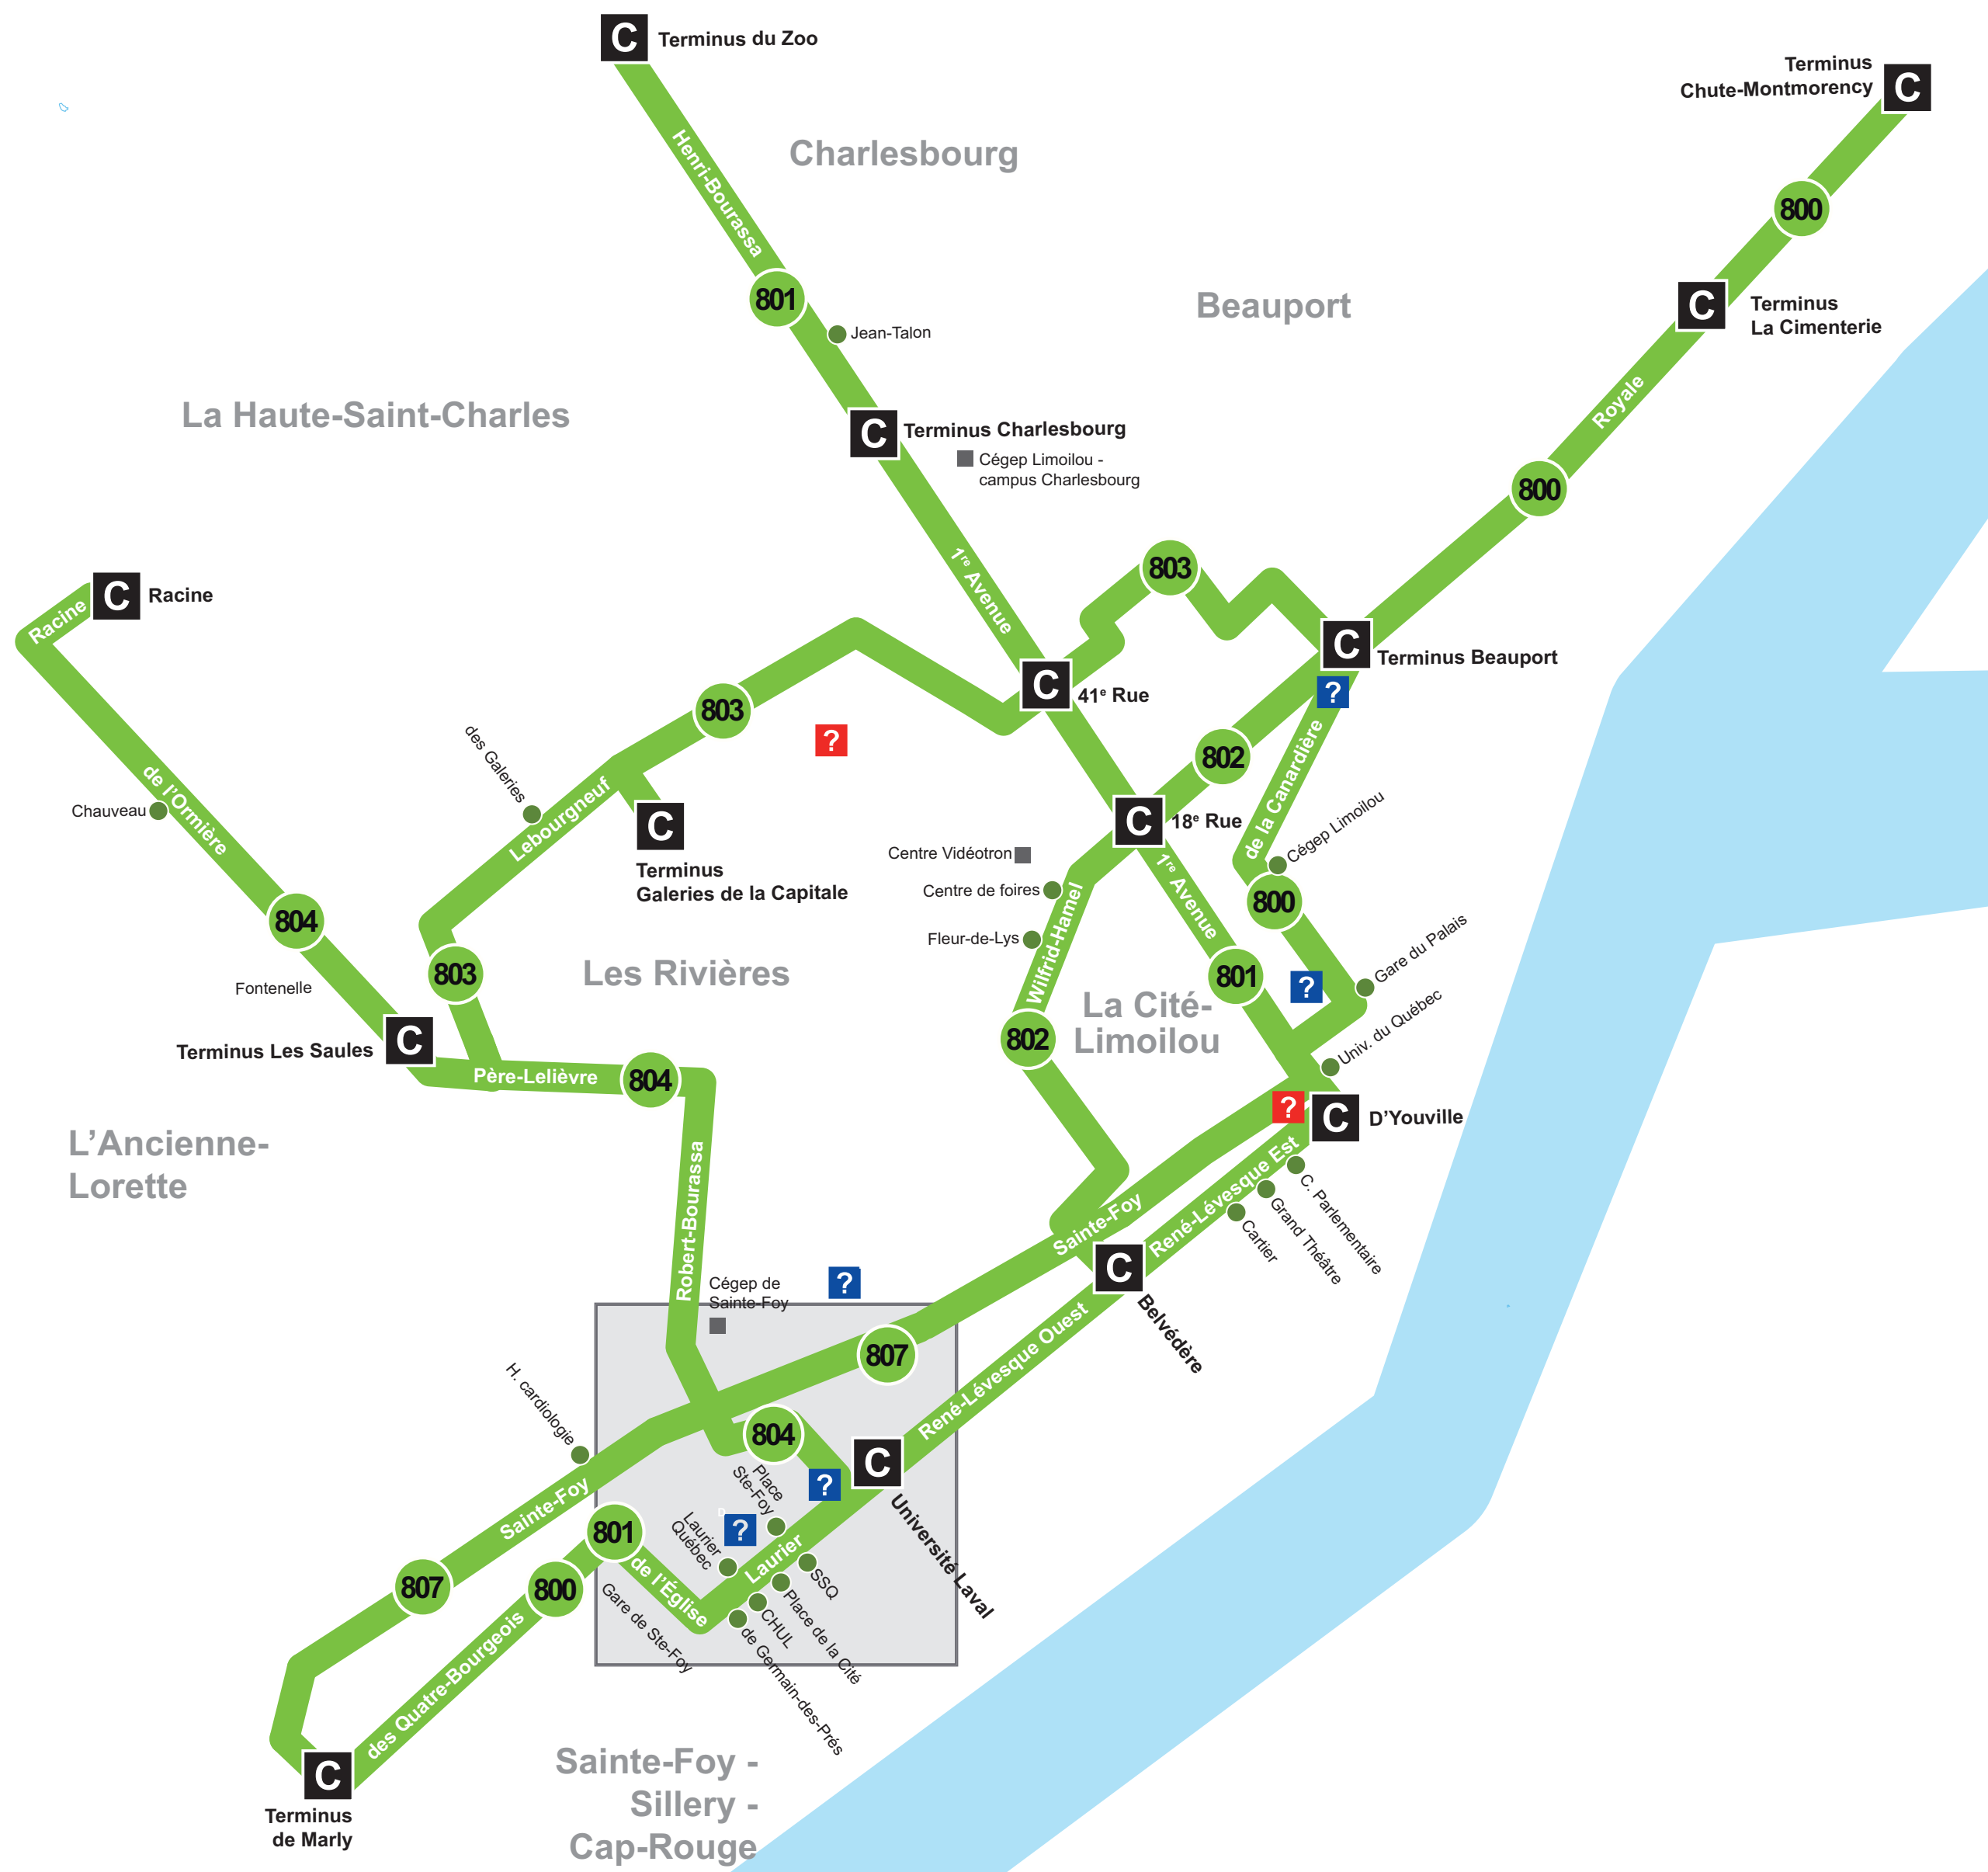 C
Terminus du Zoo
Terminus
Chute-Montmorency
C
Charlesbourg
Henri-Bourassa
800
801
Beauport
C
Terminus
La Cimenterie
Jean-Talon
La Haute-Saint-Charles
Royale
C
Terminus Charlesbourg
Cégep Limoilou -
campus Charlesbourg
800
1re Avenue
803
C
Racine
Racine
C
Terminus Beauport
C
41e Rue
?
803
?
des Galeries
802
de la Canardière
de l'Ormière
Chauveau
Lebourgneuf
C
Terminus
Galeries de la Capitale
C
18e Rue
Cégep Limoilou
Centre Vidéotron
Centre de foires
1re Avenue
800
804
Fleur-de-Lys
Wilfrid-Hamel
Gare du Palais
803
Les Rivières
801
?
Fontenelle
La Cité-
Limoilou
Univ. du Québec
C
Terminus Les Saules
802
Père-Lelièvre
804
?
C
D'Youville
L'Ancienne-
Lorette
Robert-Bourassa
Sainte-Foy
René-Lévesque Est
C. Parlementaire
Grand Théâtre
Cartier
C
Belvédère
Cégep de
Sainte-Foy
?
807
René-Lévesque Ouest
H. cardiologie
804
C
Université Laval
Place
Ste-Foy
?
Sainte-Foy
801
Laurier
Québec
D
?
Laurier
de l'Église
SSQ
Place de la Cité
CHUL
de Germain-des-Prés
Gare de Ste-Foy
807
800
des Quatre-Bourgeois
C
Terminus
de Marly
Sainte-Foy -
Sillery -
Cap-Rouge